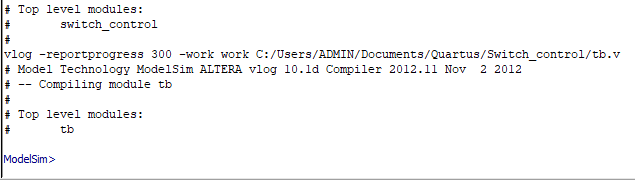 # Top level modules:
#       switch_control
#
vlog -reportprogress 300 -work work C:/Users/ADMIN/Documents/Quartus/Switch_control/tb.v
# Model Technology ModelSim ALTERA vlog 10.1d Compiler 2012.11 Nov  2 2012
# -- Compiling module tb
#
# Top level modules:
#       tb
ModelSim>